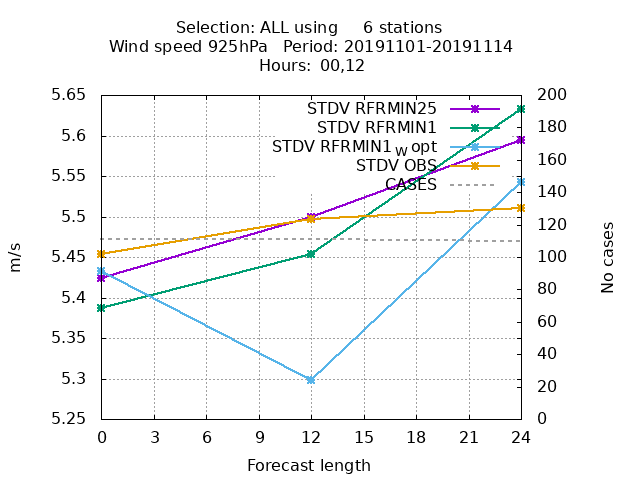 Selection: ALL using 6 stations
Wind speed 925hPa Period: 20191101-20191114
Hours: 00,12
STDV RFRMIN25
STDV RFRMIN1
STDV RFRMIN1w opt
STDV OBS
CASES
5.65
5.6
5.55
5.5
5.45
5.4
5.35
5.3
5.25
200
180
160
140
120
100
80
60
40
20
0
m/s
No cases
0 3 6 9 12 15 18 21 24
Forecast length